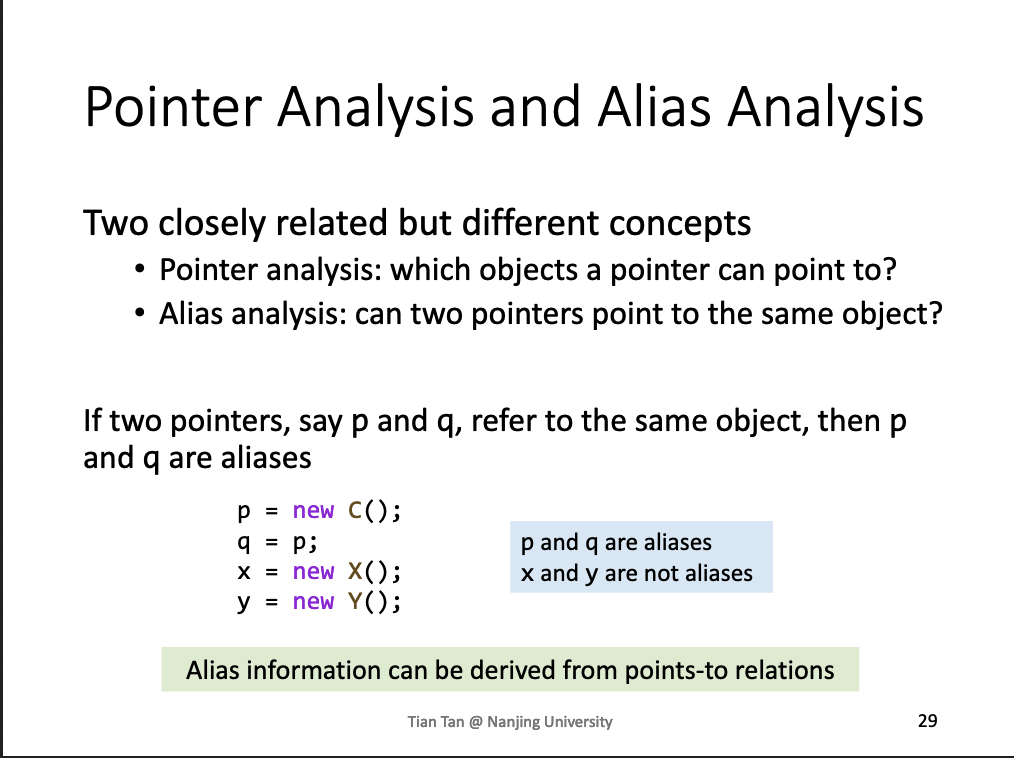 Pointer Analysis and Alias Analysis
Two closely related but different concepts
• Pointer analysis: which objects a pointer can point to?
• Alias analysis: can two pointers point to the same object?
If two pointers, say p and q, refer to the same object, then p
and q are aliases
p = new C();
q = p;
x = new X();
y = new Y();
p and q are aliases
x and y are not aliases
Alias information can be derived from points-to relations
Tian Tan @ Nanjing University
29